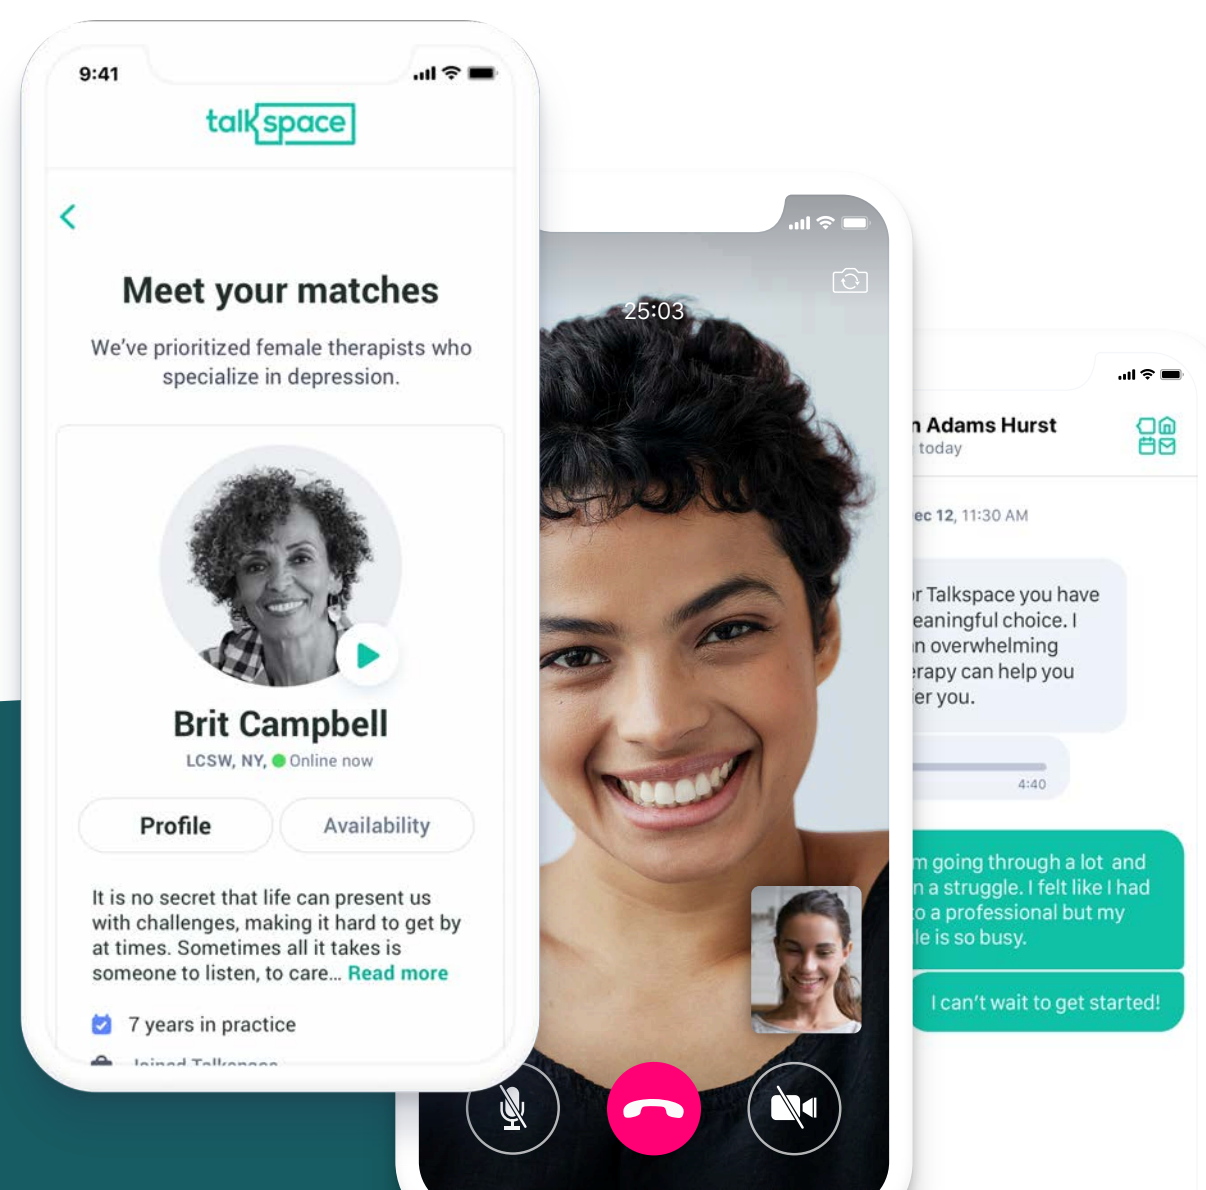 9:41
talkspace
Meet your matches
We've prioritized female therapists who
specialize in depression.
Brit Campbell
LCSW, NY, Online now
Profile
Availability
It is no secret that life can present us
with challenges, making it hard to get by
at times. Sometimes all it takes is
someone to listen, to care... Read more
7 years in practice
Joined Talkspace
25:03
Adams Hurst
today
12, 11:30 AM
Talkspace you have
choice. I
overwhelming
can help you
you.
4:40
going through a lot and
a struggle. I felt like I had
a professional but my
is so busy.
I can't wait to get started!